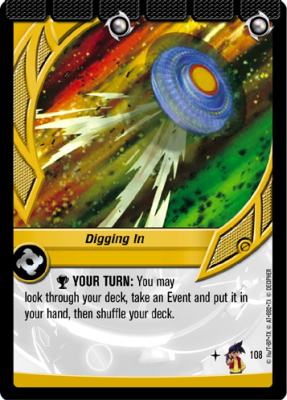 Digging In
YOUR TURN: You may
look through your deck, take an Event and put it in
your hand, then shuffle your deck.
108